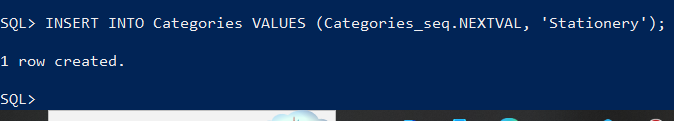 SQL> INSERT INTO Categories VALUES (Categories_seq.NEXTVAL, 'Stationery');
1 row created.
SQL>